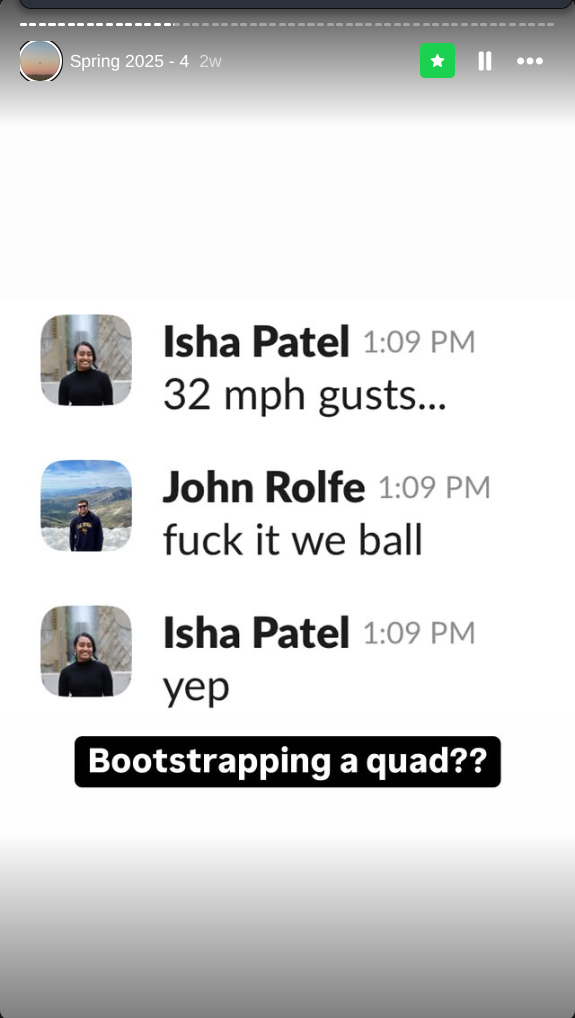 Spring 2025 - 4 2w
Isha Patel 1:09 PM
32 mph gusts...
John Rolfe 1:09 PM
fuck it we ball
Isha Patel 1:09 PM
yep
Bootstrapping a quad??